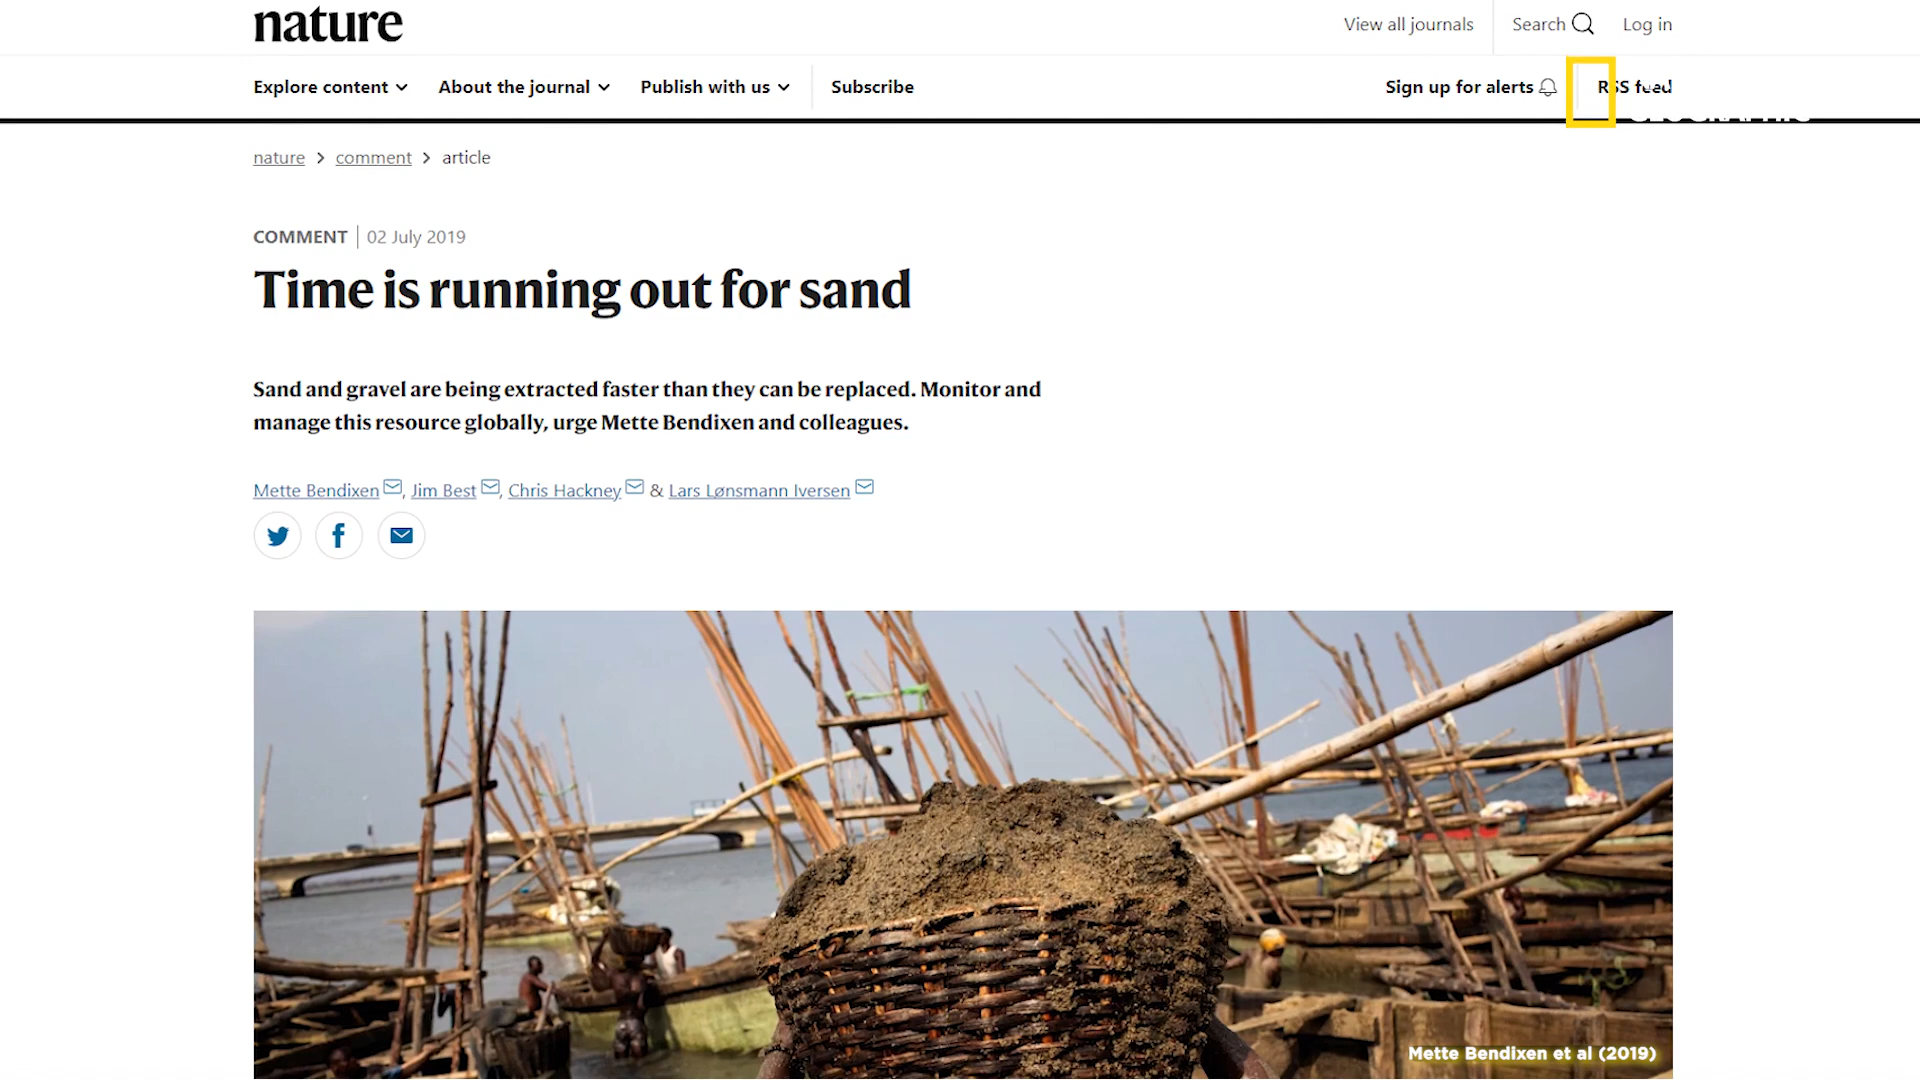 nature
View all journals
Search
Log in
Explore content
About the journal
Publish with us
Subscribe
Sign up for alerts
RSS feed
GEOGRAPHIC
nature > comment > article
COMMENT | 02 July 2019
Time is running out for sand
Sand and gravel are being extracted faster than they can be replaced. Monitor and
manage this resource globally, urge Mette Bendixen and colleagues.
Mette Bendixen, Jim Best, Chris Hackney & Lars Lønsmann Iversen
Mette Bendixen et al (2019)